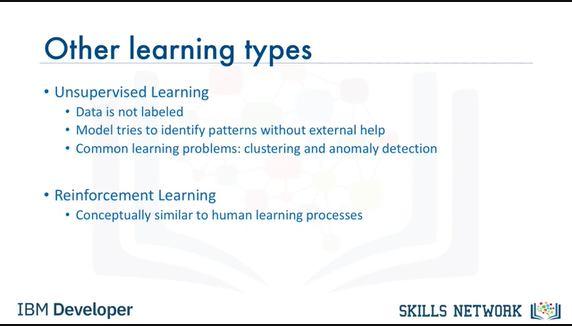 Other learning types
• Unsupervised Learning
• Data is not labeled
• Model tries to identify patterns without external help
• Common learning problems: clustering and anomaly detection
• Reinforcement Learning
• Conceptually similar to human learning processes
IBM Developer
SKILLS NETWORK